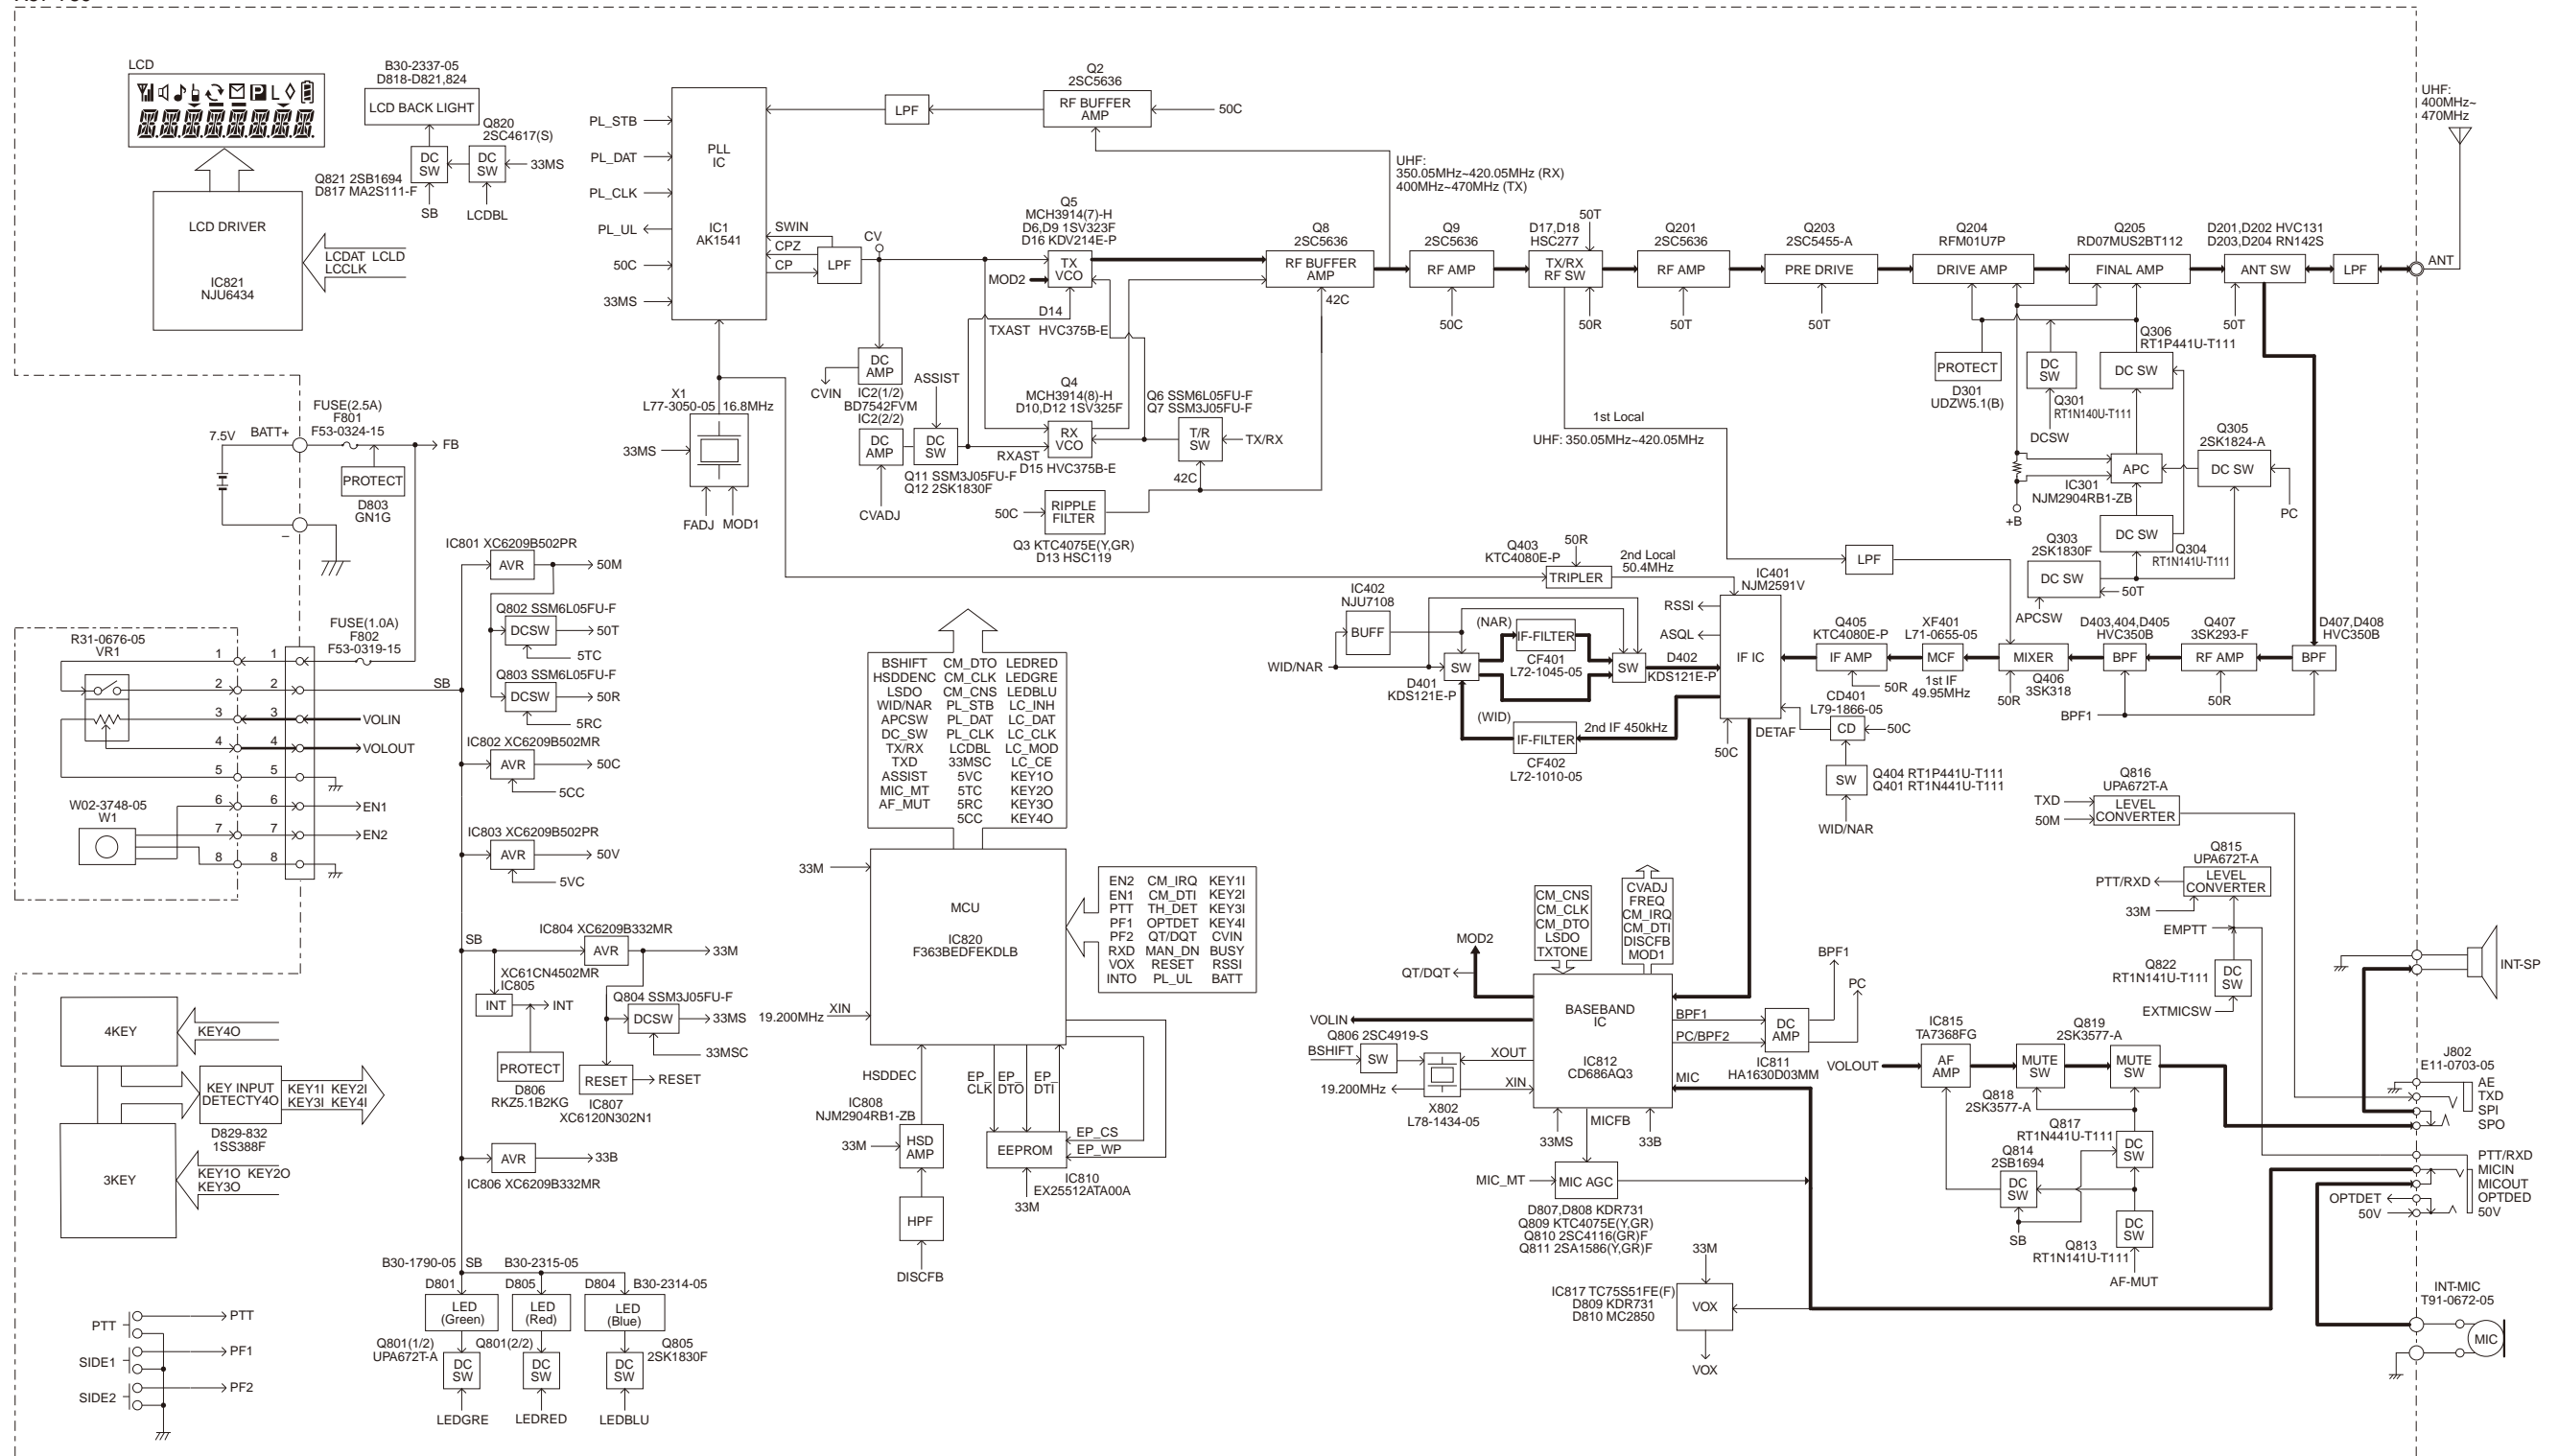 LCD
B30-2337-05
D818-D821,824
LCD BACK LIGHT
Q820
2SC4617(S)
DC
SW
DC
SW
33MS
Q821 2SB1694
D817 MA2S111-F
SB
LCDBL
LCD DRIVER
IC821
NJU6434
LCDAT LCLD
LCCLK
PL_STB
PL_DAT
PL_CLK
PL_UL
50C
33MS
PLL
IC
IC1
AK1541
SWIN
CPZ
CP
LPF
CV
LPF
Q2
2SC5636
RF BUFFER
AMP
50C
UHF:
350.05MHz~420.05MHz (RX)
400MHz~470MHz (TX)
Q5
MCH3914(7)-H
D6,D9 1SV323F
D16 KDV214E-P
TX
VCO
MOD2
D14
TXAST HVC375B-E
Q8
2SC5636
RF BUFFER
AMP
42C
Q9
2SC5636
RF AMP
50C
D17,D18
HSC277
50T
TX/RX
RF SW
50R
Q201
2SC5636
RF AMP
50T
Q203
2SC5455-A
PRE DRIVE
50T
Q204
RFM01U7P
DRIVE AMP
Q205
RD07MUS2BT112
FINAL AMP
D201,D202 HVC131
D203,D204 RN142S
ANT SW
50T
LPF
ANT
UHF:
400MHz~
470MHz
DC
AMP
CVIN
IC2(1/2)
BD7542FVM
IC2(2/2)
DC
AMP
CVADJ
ASSIST
DC
SW
Q11 SSM3J05FU-F
Q12 2SK1830F
Q4
MCH3914(8)-H
D10,D12 1SV325F
RX
VCO
RXAST
D15 HVC375B-E
Q6 SSM6L05FU-F
Q7 SSM3J05FU-F
T/R
SW
TX/RX
42C
50C
RIPPLE
FILTER
Q3 KTC4075E(Y,GR)
D13 HSC119
X1
L77-3050-05 16.8MHz
33MS
FADJ
MOD1
1st Local
UHF: 350.05MHz~420.05MHz
PROTECT
D301
UDZW5.1(B)
DC
SW
Q301
RT1N140U-T111
DCSW
Q306
RT1P441U-T111
DC SW
Q305
2SK1824-A
DC SW
PC
APC
IC301
NJM2904RB1-ZB
+B
DC SW
Q304
RT1N141U-T111
Q303
2SK1830F
DC SW
50T
APCSW
7.5V
BATT+
FUSE(2.5A)
F801
F53-0324-15
FB
PROTECT
D803
GN1G
−
R31-0676-05
VR1
FUSE(1.0A)
F802
F53-0319-15
1 1
2 2
SB
3 3
VOLIN
4 4
VOLOUT
5 5
6 6
EN1
7 7
EN2
8 8
W02-3748-05
W1
IC801 XC6209B502PR
AVR
50M
Q802 SSM6L05FU-F
DCSW
50T
5TC
Q803 SSM6L05FU-F
DCSW
50R
5RC
IC802 XC6209B502MR
AVR
50C
5CC
IC803 XC6209B502PR
AVR
50V
5VC
SB
IC804 XC6209B332MR
AVR
33M
XC61CN4502MR
IC805
INT
INT
PROTECT
D806
RKZ5.1B2KG
Q804 SSM3J05FU-F
DCSW
33MS
33MSC
RESET
RESET
IC807
XC6120N302N1
AVR
33B
IC806 XC6209B332MR
4KEY
KEY4O
KEY INPUT
DETECTY4O
KEY1I KEY2I
KEY3I KEY4I
D829-832
1SS388F
3KEY
KEY1O KEY2O
KEY3O
B30-1790-05 SB B30-2315-05
D801 D805 D804 B30-2314-05
LED
(Green)
LED
(Red)
LED
(Blue)
Q801(1/2)
UPA672T-A
Q801(2/2)
Q805
2SK1830F
DC
SW
DC
SW
DC
SW
LEDGRE
LEDRED
LEDBLU
PTT
PTT
SIDE1
PF1
SIDE2
PF2
BSHIFT CM_DTO LEDRED
HSDDENC CM_CLK LEDGRE
LSDO CM_CNS LEDBLU
WID/NAR PL_STB LC_INH
APCSW PL_DAT LC_DAT
DC_SW PL_CLK LC_CLK
TX/RX LCDBL LC_MOD
TXD 33MSC LC_CE
ASSIST 5VC KEY1O
MIC_MT 5TC KEY2O
AF_MUT 5RC KEY3O
5CC KEY4O
33M
MCU
IC820
F363BEDFEKDLB
19.200MHz
XIN
EN2 CM_IRQ KEY1I
EN1 CM_DTI KEY2I
PTT TH_DET KEY3I
PF1 OPTDET KEY4I
PF2 QT/DQT CVIN
RXD MAN_DN BUSY
VOX RESET RSSI
INTO PL_UL BATT
HSDDEC
EP_
CLK
EP_
DTO
EP_
DTI
IC808
NJM2904RB1-ZB
33M
HSD
AMP
HPF
DISCFB
EEPROM
EP_CS
EP_WP
IC810
EX25512ATA00A
33M
Q403
KTC4080E-P
50R
TRIPLER
2nd Local
50.4MHz
IC401
NJM2591V
IC402
NJU7108
BUFF
WID/NAR
SW
D401
KDS121E-P
(NAR)
IF-FILTER
CF401
L72-1045-05
SW
D402
KDS121E-P
(WID)
IF-FILTER
2nd IF 450kHz
CF402
L72-1010-05
RSSI
ASQL
IF IC
50C
DETAF
LPF
Q405
KTC4080E-P
IF AMP
50R
XF401
L71-0655-05
MCF
1st IF
49.95MHz
MIXER
50R
Q406
3SK318
D403,404,D405
HVC350B
BPF
Q407
3SK293-F
RF AMP
50R
D407,D408
HVC350B
BPF
BPF1
CD401
L79-1866-05
CD
50C
SW
Q404 RT1P441U-T111
Q401 RT1N441U-T111
WID/NAR
Q816
UPA672T-A
TXD
50M
LEVEL
CONVERTER
Q815
UPA672T-A
PTT/RXD
LEVEL
CONVERTER
33M
EMPTT
Q822
RT1N141U-T111
DC
SW
EXTMICSW
CM_CNS
CM_CLK
CM_DTO
LSDO
TXTONE
CVADJ
FREQ
CM_IRQ
CM_DTI
DISCFB
MOD1
MOD2
QT/DQT
BASEBAND
IC
IC812
CD686AQ3
VOLIN
Q806 2SC4919-S
BSHIFT
SW
XOUT
19.200MHz
XIN
X802
L78-1434-05
BPF1
PC/BPF2
MIC
DC
AMP
BPF1
PC
IC811
HA1630D03MM
33MS
MICFB
33B
MIC_MT
MIC AGC
D807,D808 KDR731
Q809 KTC4075E(Y,GR)
Q810 2SC4116(GR)F
Q811 2SA1586(Y,GR)F
33M
IC817 TC75S51FE(F)
D809 KDR731
D810 MC2850
VOX
VOX
VOLOUT
IC815
TA7368FG
AF
AMP
MUTE
SW
Q818
2SK3577-A
Q819
2SK3577-A
MUTE
SW
Q817
RT1N441U-T111
DC
SW
Q814
2SB1694
DC
SW
SB
Q813
RT1N141U-T111
DC
SW
AF-MUT
INT-SP
J802
E11-0703-05
AE
TXD
SPI
SPO
PTT/RXD
MICIN
MICOUT
OPTDET
OPTDED
50V
50V
INT-MIC
T91-0672-05
MIC